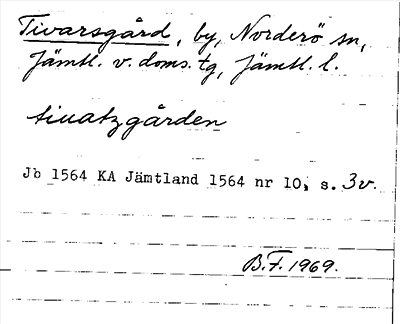 Tivarsgård, by, Norderö sn,
Jämtl. v. doms. tg, Jämtl. l.
tiuatzgården
Jb 1564 KA Jämtland 1564 nr 10, s. 3v.
B.F. 1969.